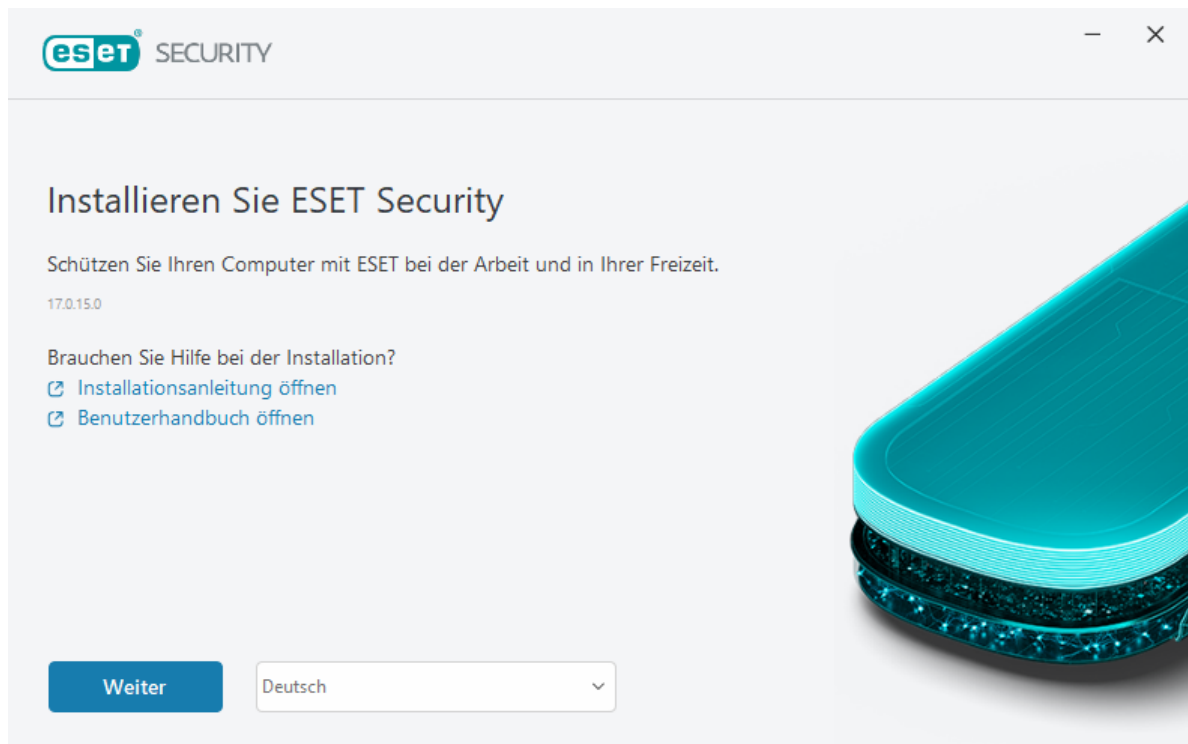 eset® SECURITY
Installieren Sie ESET Security
Schützen Sie Ihren Computer mit ESET bei der Arbeit und in Ihrer Freizeit.
17.0.15.0
Brauchen Sie Hilfe bei der Installation?
Installationsanleitung öffnen
Benutzerhandbuch öffnen
Weiter
Deutsch